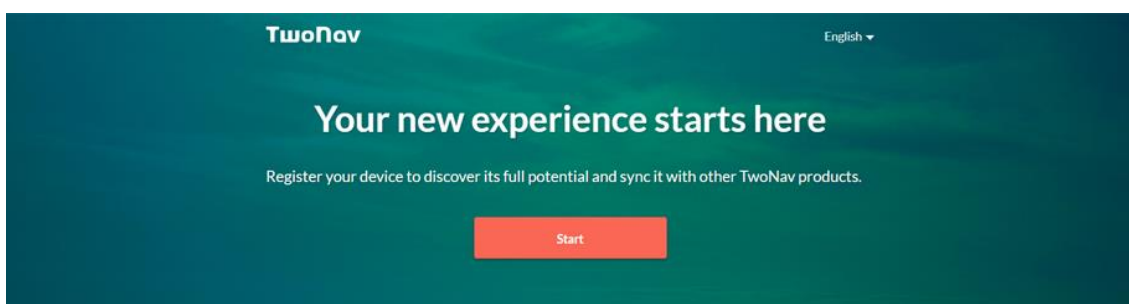 TwoNav
English
Your new experience starts here
Register your device to discover its full potential and sync it with other TwoNav products.
Start